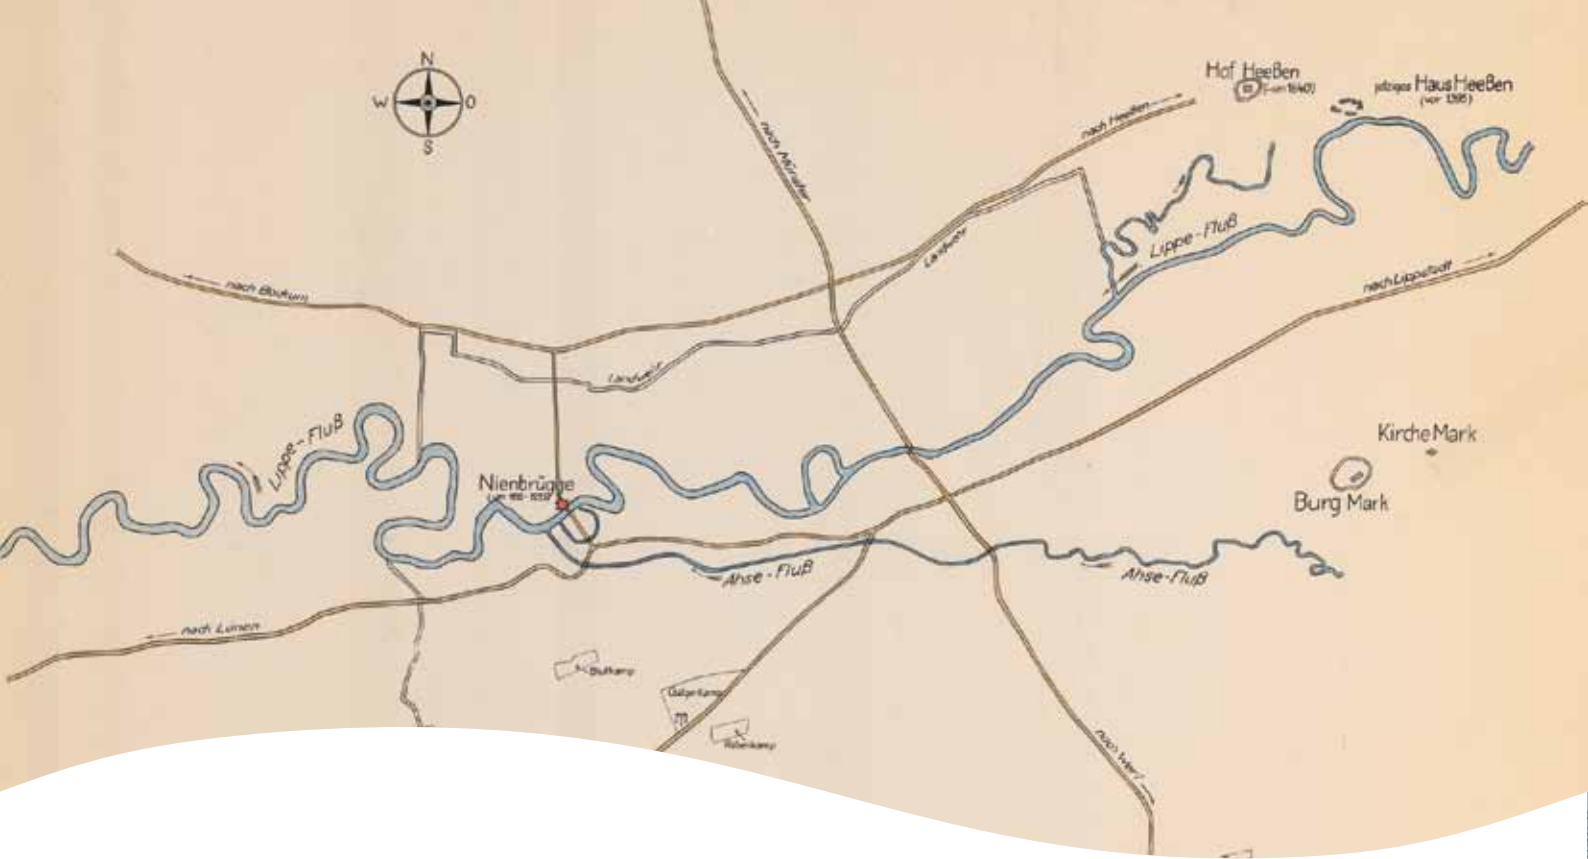 N
W O
S
Hof Heeßen
jetziges Haus Heeßen
nach Heeßen
nach Münster
Landwehr
Lippe-Fluß
nach Lippstadt
nach Bockum
Landwehr
Lippe-Fluß
Kirche Mark
Burg Mark
Nienbrügge
Ahse-Fluß
Ahse-Fluß
nach Lünen
Galgenkamp
nach Werl